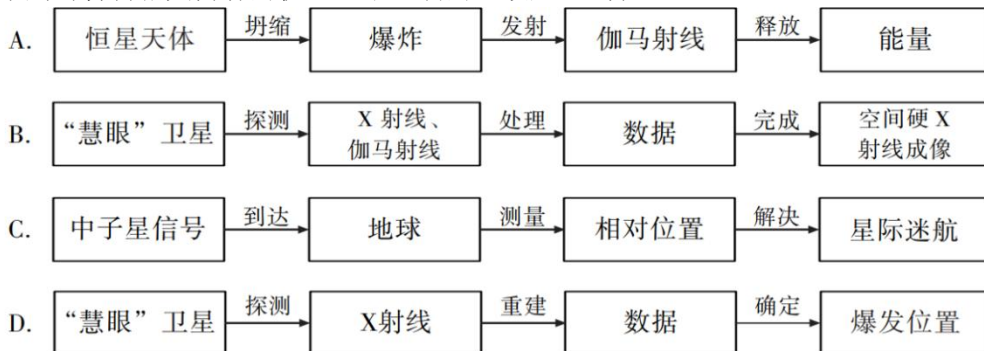 A. 恒星天体 坍缩 爆炸 发射 伽马射线 释放 能量
B. “慧眼”卫星 探测 X 射线、伽马射线 处理 数据 完成 空间硬 X 射线成像
C. 中子星信号 到达 地球 测量 相对位置 解决 星际迷航
D. “慧眼”卫星 探测 X射线 重建 数据 确定 爆发位置